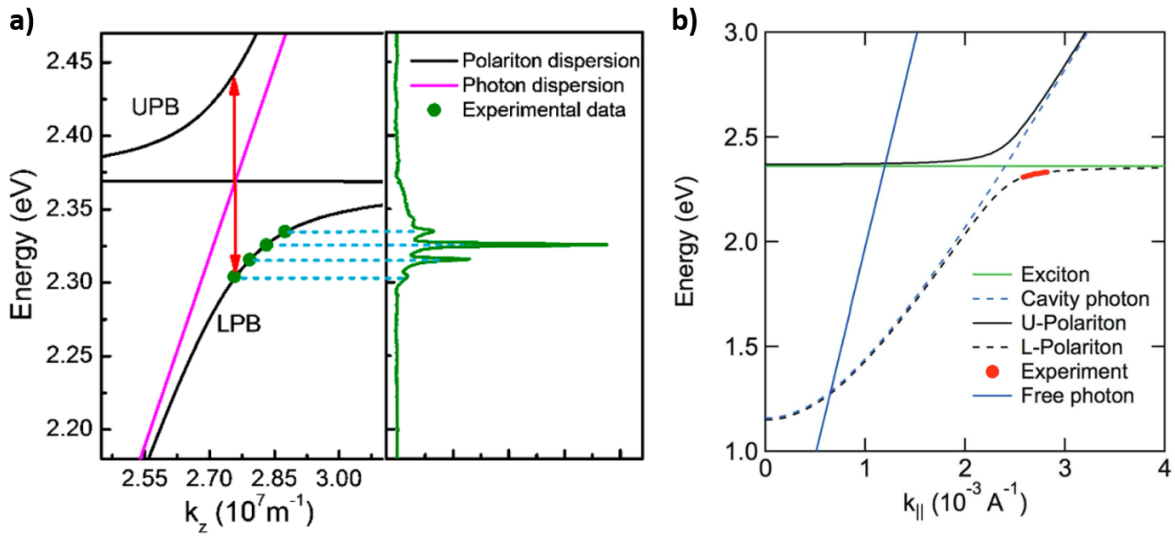 a)
2.45
2.40
2.35
2.30
2.25
2.20
Energy (eV)
UPB
LPB
2.55 2.70 2.85 3.00
k_z (10^7 m^-1)
Polariton dispersion
Photon dispersion
Experimental data
b)
3.0
2.5
2.0
1.5
1.0
Energy (eV)
Exciton
Cavity photon
U-Polariton
L-Polariton
Experiment
Free photon
0 1 2 3 4
k_|| (10^-3 A^-1)